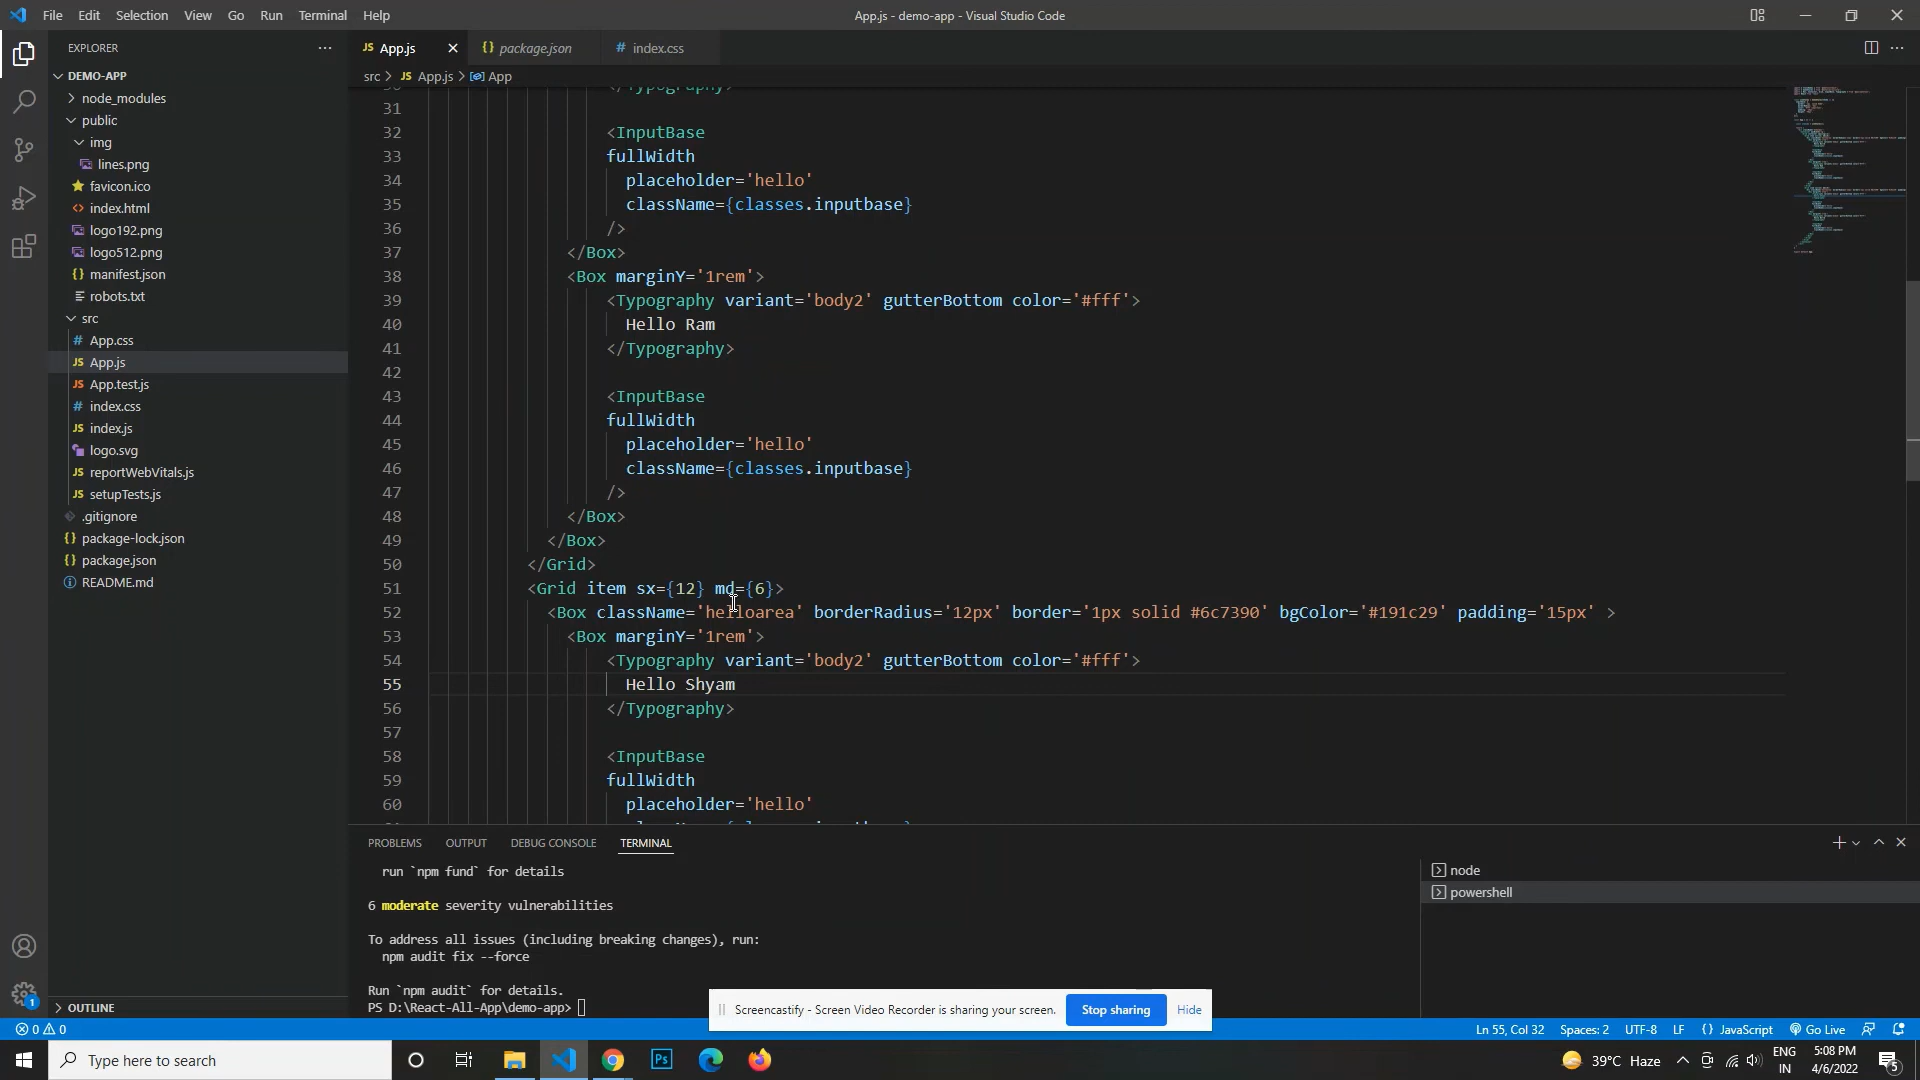 File Edit Selection View Go Run Terminal Help
App.js - demo-app - Visual Studio Code
EXPLORER
DEMO-APP
node_modules
public
img
lines.png
favicon.ico
index.html
logo192.png
logo512.png
manifest.json
robots.txt
src
App.css
App.js
App.test.js
index.css
index.js
logo.svg
reportWebVitals.js
setupTests.js
.gitignore
package-lock.json
package.json
README.md
OUTLINE
JS App.js
{} package.json
# index.css
src > JS App.js > App
30 </Typography>
31
32 <InputBase
33 fullWidth
34 placeholder='hello'
35 className={classes.inputbase}
36 />
37 </Box>
38 <Box marginY='1rem'>
39 <Typography variant='body2' gutterBottom color='#fff'>
40 Hello Ram
41 </Typography>
42
43 <InputBase
44 fullWidth
45 placeholder='hello'
46 className={classes.inputbase}
47 />
48 </Box>
49 </Box>
50 </Grid>
51 <Grid item sx={12} md={6}>
52 <Box className='helloarea' borderRadius='12px' border='1px solid #6c7390' bgColor='#191c29' padding='15px' >
53 <Box marginY='1rem'>
54 <Typography variant='body2' gutterBottom color='#fff'>
55 Hello Shyam
56 </Typography>
57
58 <InputBase
59 fullWidth
60 placeholder='hello'
PROBLEMS OUTPUT DEBUG CONSOLE TERMINAL
run `npm fund` for details
6 moderate severity vulnerabilities
To address all issues (including breaking changes), run:
npm audit fix --force
Run `npm audit` for details.
PS D:\React-All-App\demo-app>
node
powershell
Screencastify - Screen Video Recorder is sharing your screen.
Stop sharing
Hide
1
0 0
Ln 55, Col 32 Spaces: 2 UTF-8 LF {} JavaScript Go Live
Type here to search
Ps
39°C Haze
ENG
IN
5:08 PM
4/6/2022
5